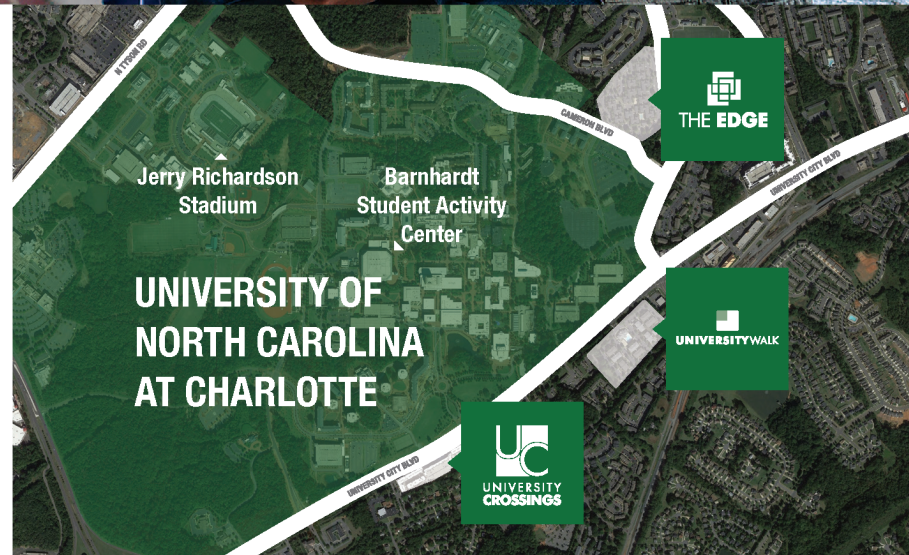 N TYSON RD
CAMERON BLVD
THE EDGE
UNIVERSITY CITY BLVD
Jerry Richardson
Stadium
Barnhardt
Student Activity
Center
UNIVERSITY OF
NORTH CAROLINA
AT CHARLOTTE
UNIVERSITYWALK
UC
UNIVERSITY
CROSSINGS
UNIVERSITY CITY BLVD